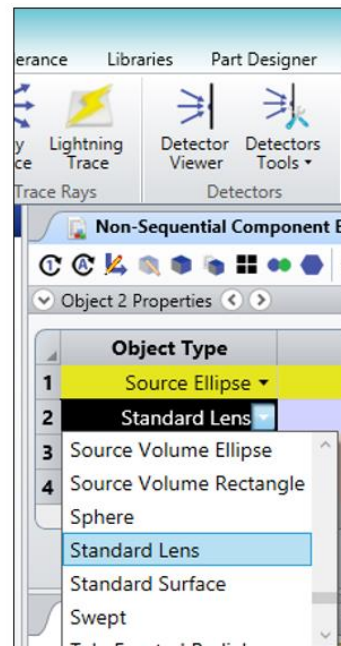 erance Libraries Part Designer
y Lightning Detector Detectors
ce Trace Viewer Tools
Trace Rays Detectors
Non-Sequential Component E
Object 2 Properties
Object Type
1 Source Ellipse
2 Standard Lens
3 Source Volume Ellipse
4 Source Volume Rectangle
Sphere
Standard Lens
Standard Surface
Swept